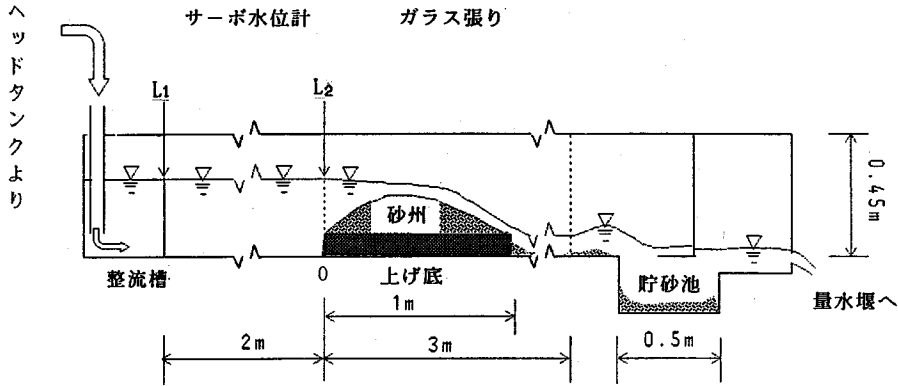 ヘッドタンクより
サーボ水位計
ガラス張り
L1
L2
0.45m
砂州
整流槽
0
上げ底
貯砂池
量水堰へ
1m
2m
3m
0.5m